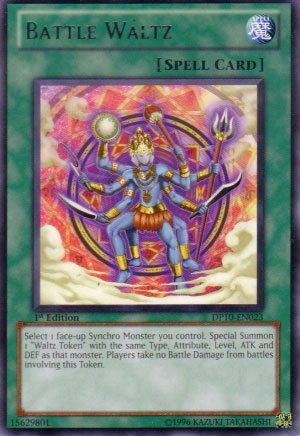 BATTLE WALTZ
魔
[SPELL CARD]
1st Edition
DP10-EN023
Select 1 face-up Synchro Monster you control. Special Summon
1 "Waltz Token" with the same Type, Attribute, Level, ATK and
DEF as that monster. Players take no Battle Damage from battles
involving this Token.
15629801
©1996 KAZUKI TAKAHASHI